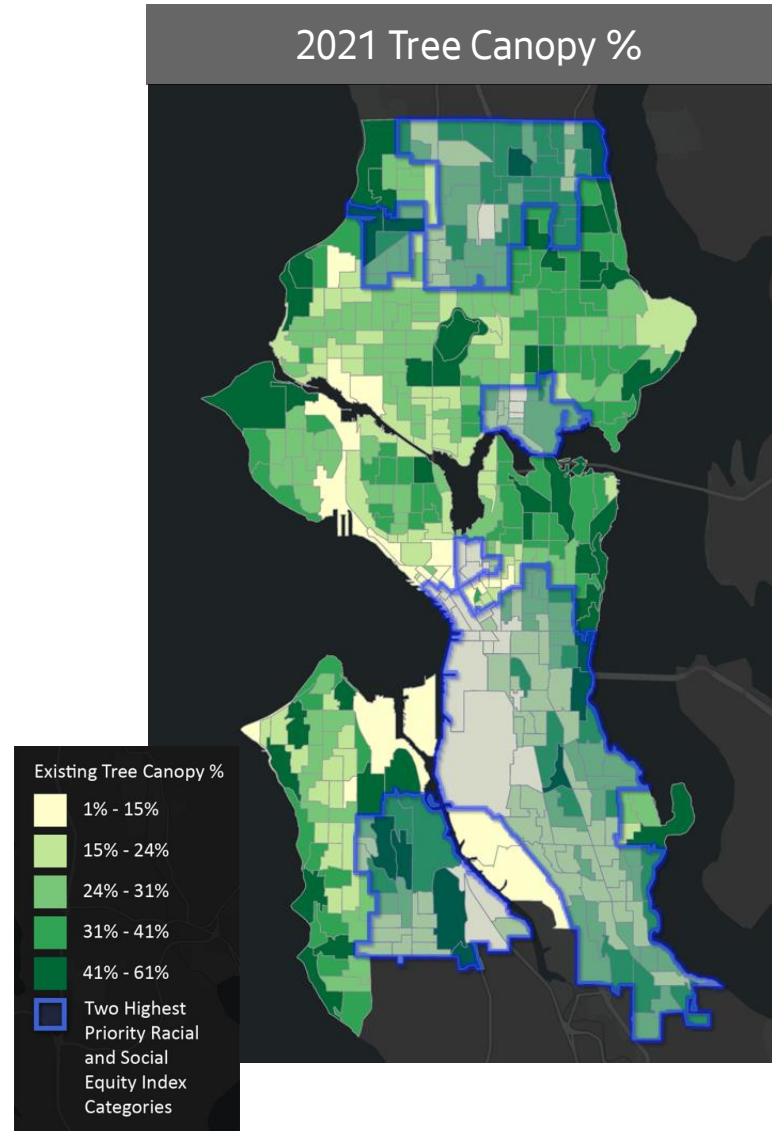 2021 Tree Canopy %
Existing Tree Canopy %
1% - 15%
15% - 24%
24% - 31%
31% - 41%
41% - 61%
Two Highest
Priority Racial
and Social
Equity Index
Categories